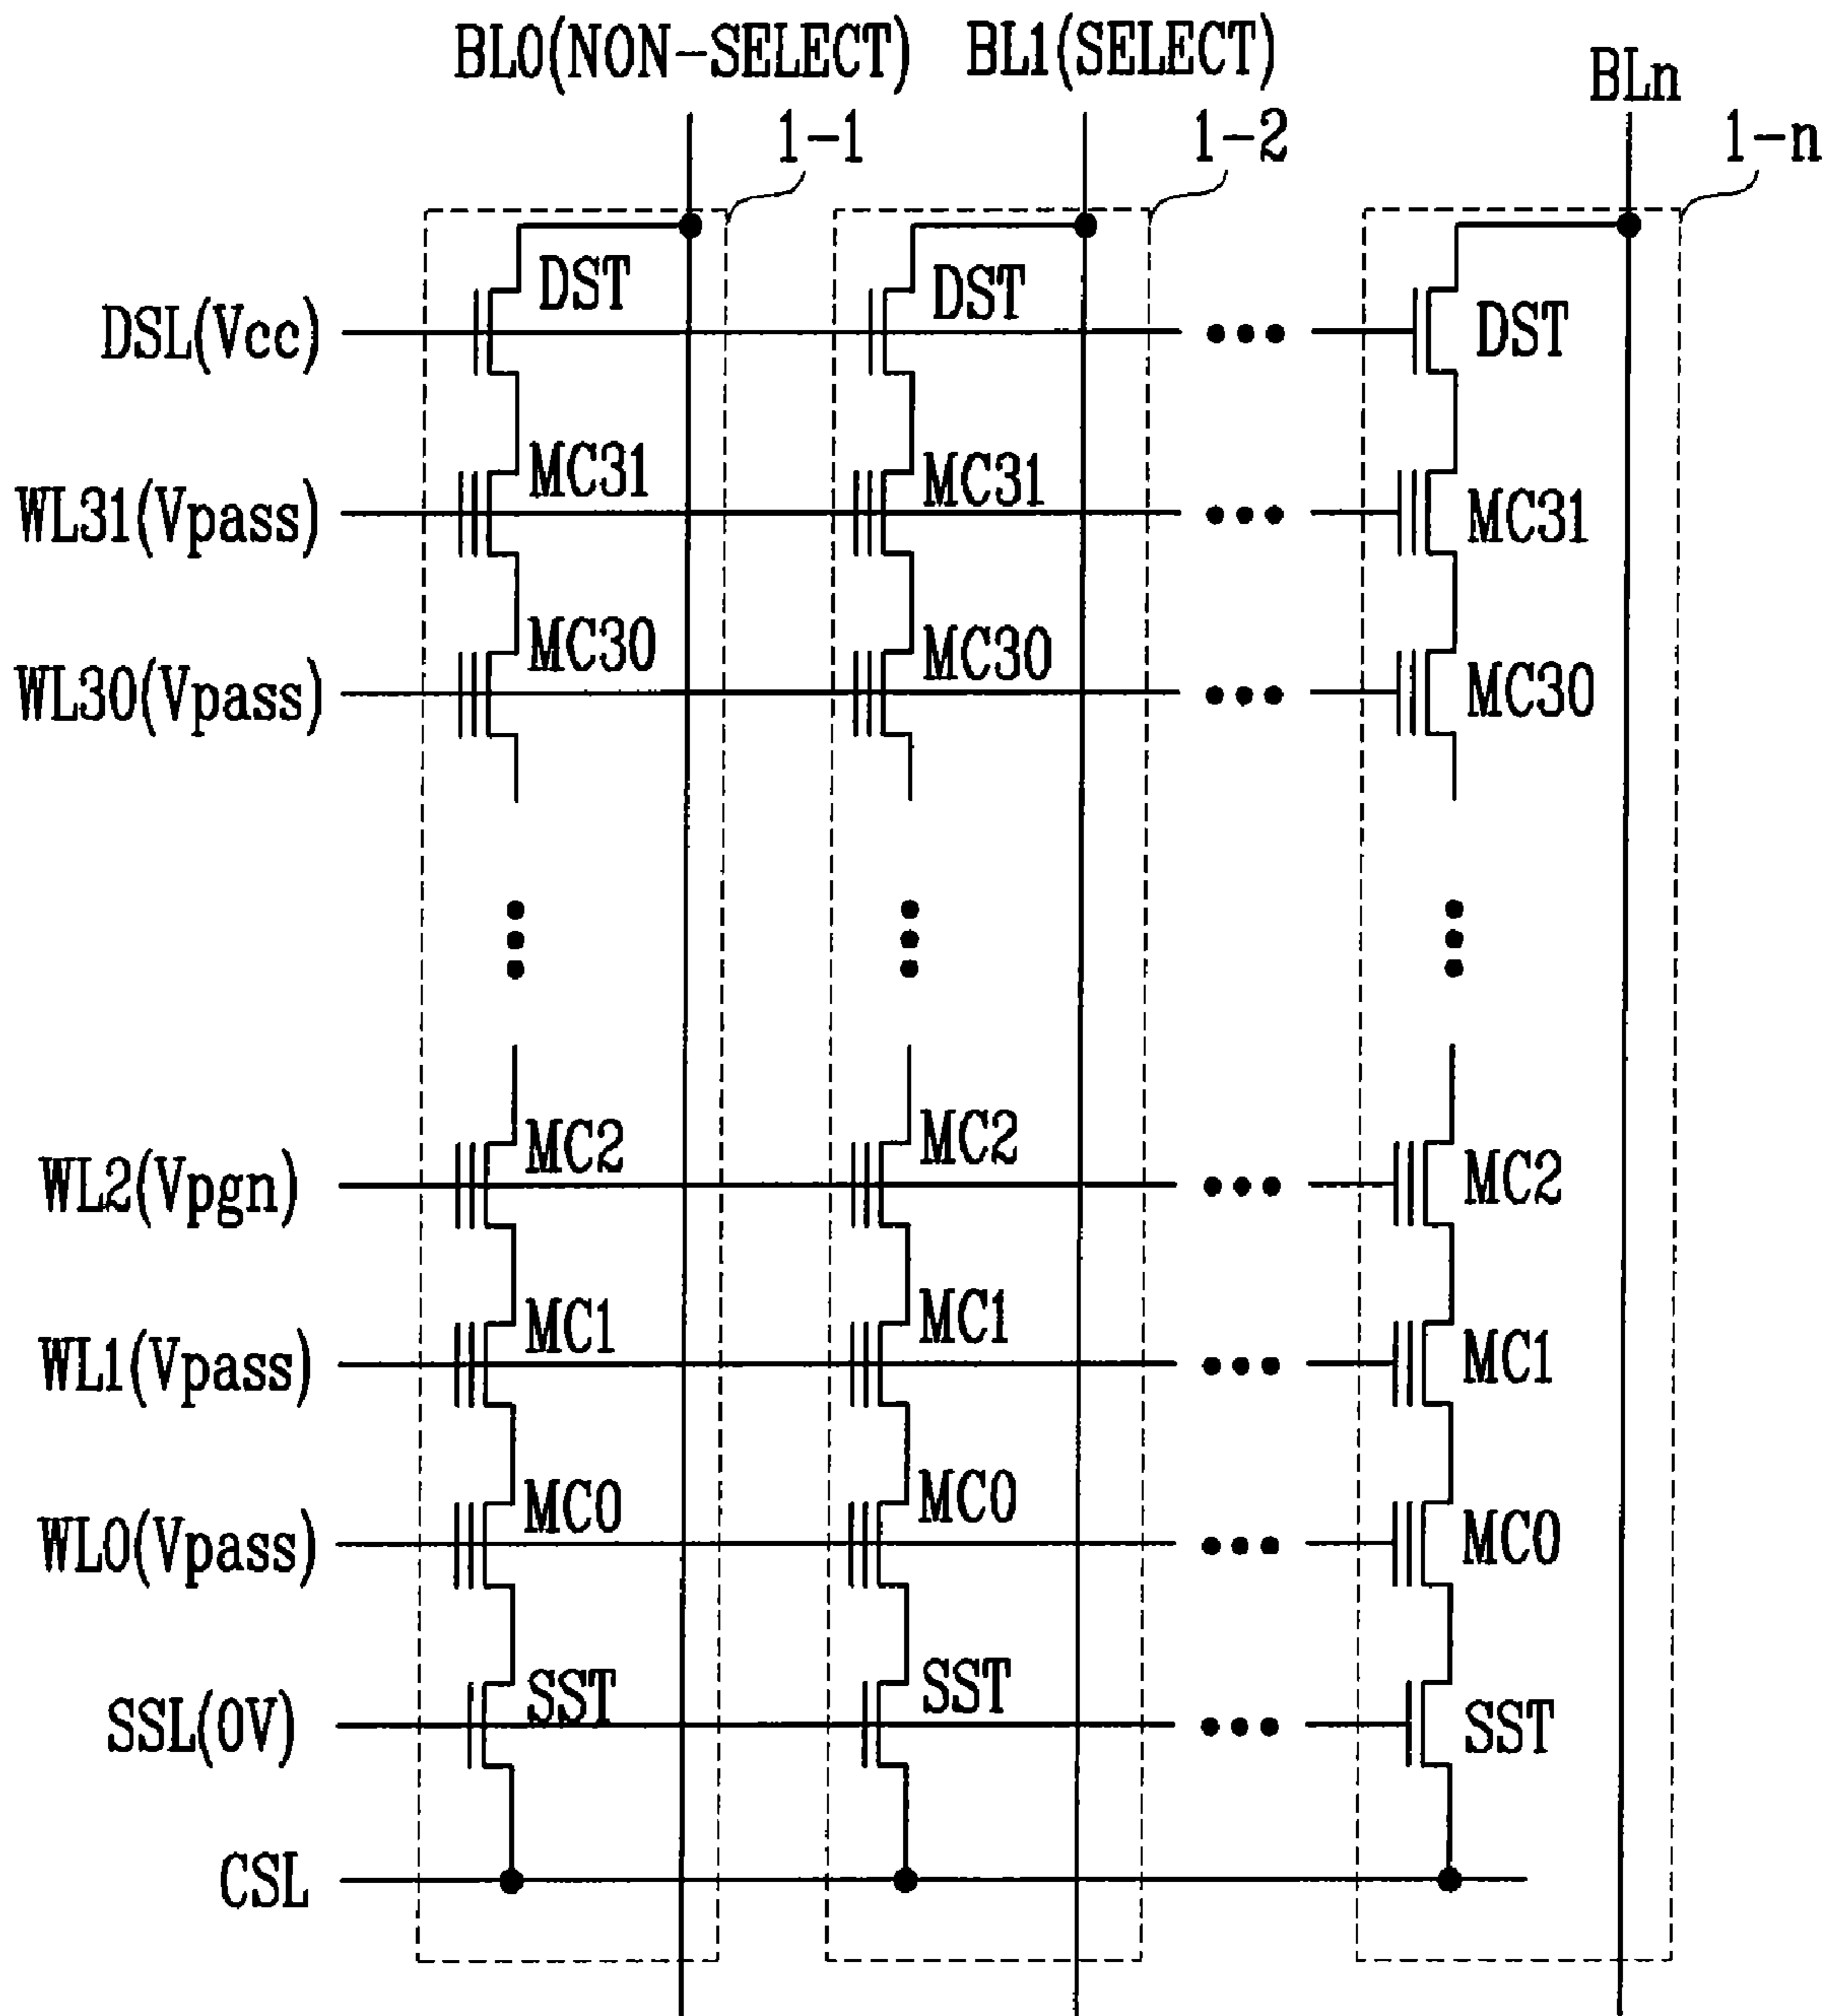 BL0(NON-SELECT) BL1(SELECT) BLn
1-1 1-2 1-n
DSL(Vcc) DST DST DST
WL31(Vpass) MC31 MC31 MC31
WL30(Vpass) MC30 MC30 MC30
WL2(Vpgn) MC2 MC2 MC2
WL1(Vpass) MC1 MC1 MC1
WL0(Vpass) MC0 MC0 MC0
SSL(0V) SST SST SST
CSL